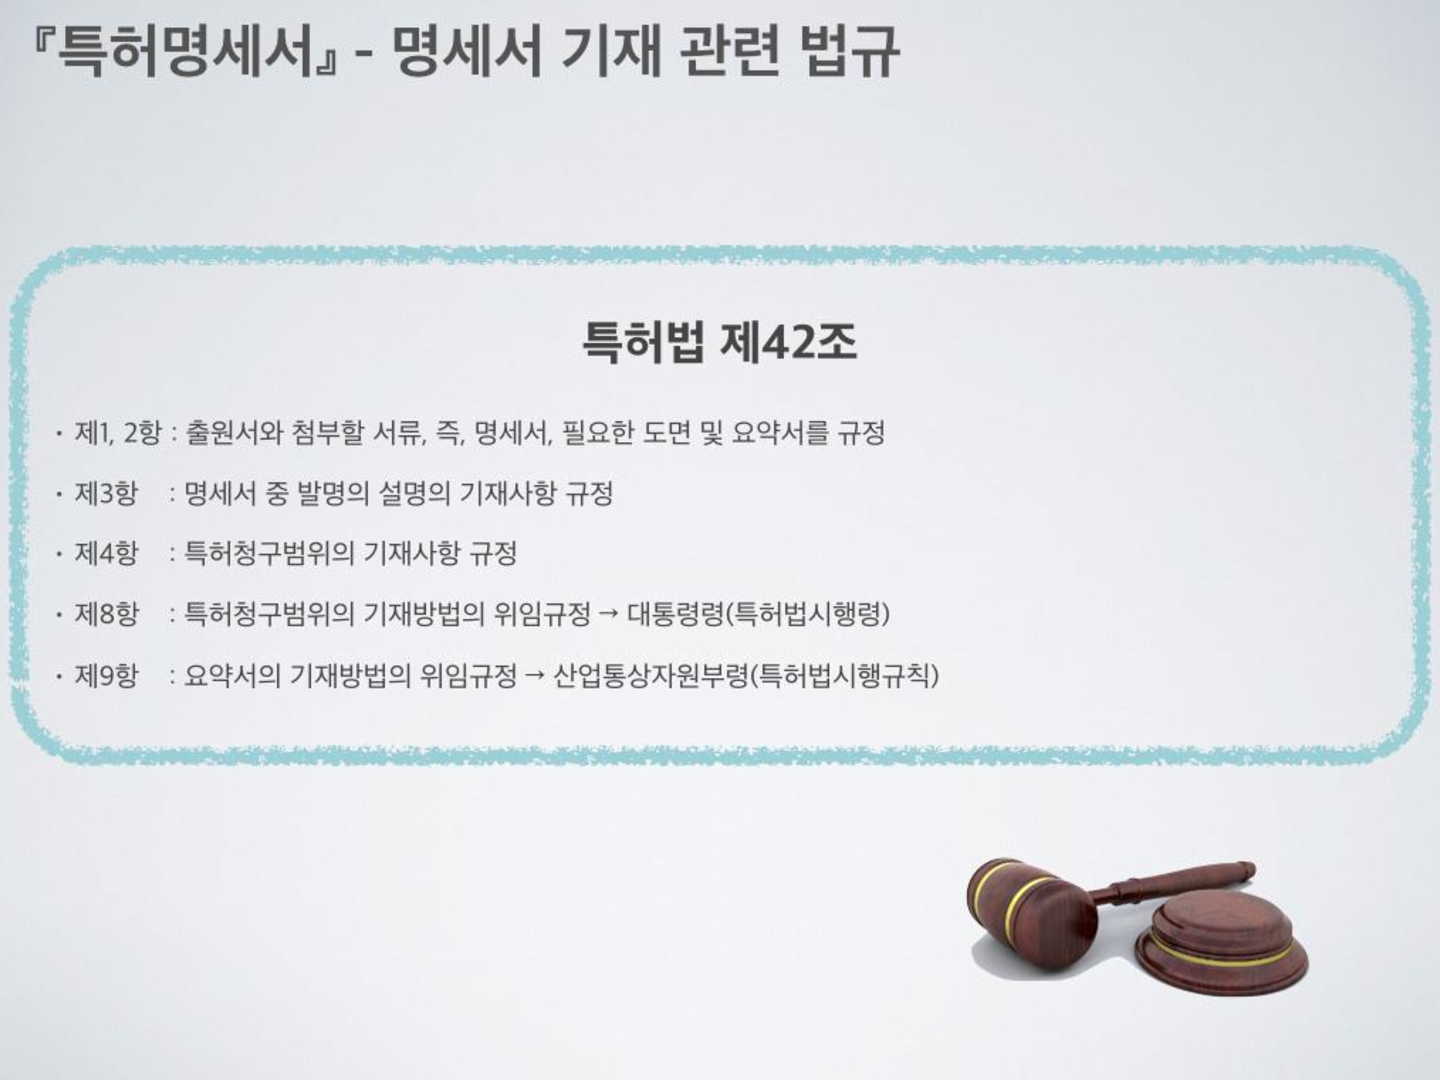 『특허명세서』 - 명세서 기재 관련 법규
특허법 제42조
• 제1, 2항 : 출원서와 첨부할 서류, 즉, 명세서, 필요한 도면 및 요약서를 규정
• 제3항 : 명세서 중 발명의 설명의 기재사항 규정
• 제4항 : 특허청구범위의 기재사항 규정
• 제8항 : 특허청구범위의 기재방법의 위임규정 → 대통령령(특허법시행령)
• 제9항 : 요약서의 기재방법의 위임규정 → 산업통상자원부령(특허법시행규칙)